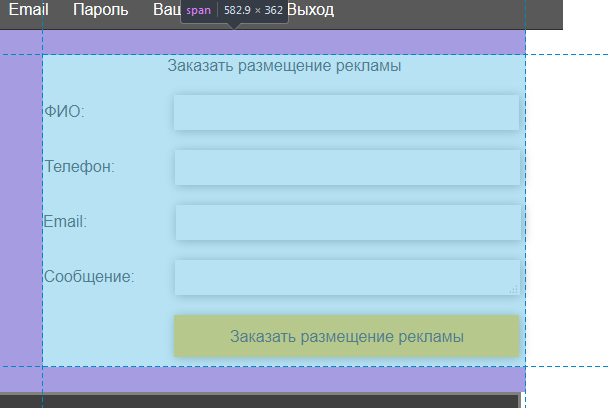 Email Пароль Ваш Выход
span 582.9 × 362
Заказать размещение рекламы
ФИО:
Телефон:
Email:
Сообщение:
Заказать размещение рекламы